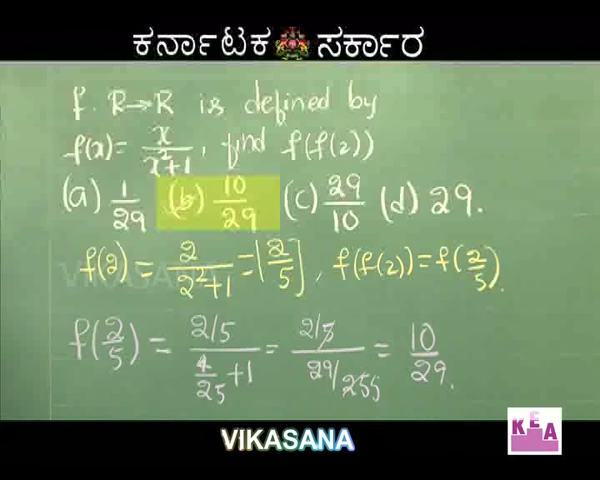 ಕರ್ನಾಟಕ ಸರ್ಕಾರ
f: R→R is defined by
f(x) = x/(x²+1), find f(f(2))
(a) 1/29 (b) 10/29 (c) 29/10 (d) 29.
f(2) = 2/(2²+1) = [2/5], f(f(2)) = f(2/5).
VIKASANA
f(2/5) = (2/5)/(4/25 + 1) = (2/5)/(29/255) = 10/29.
KEA
VIKASANA